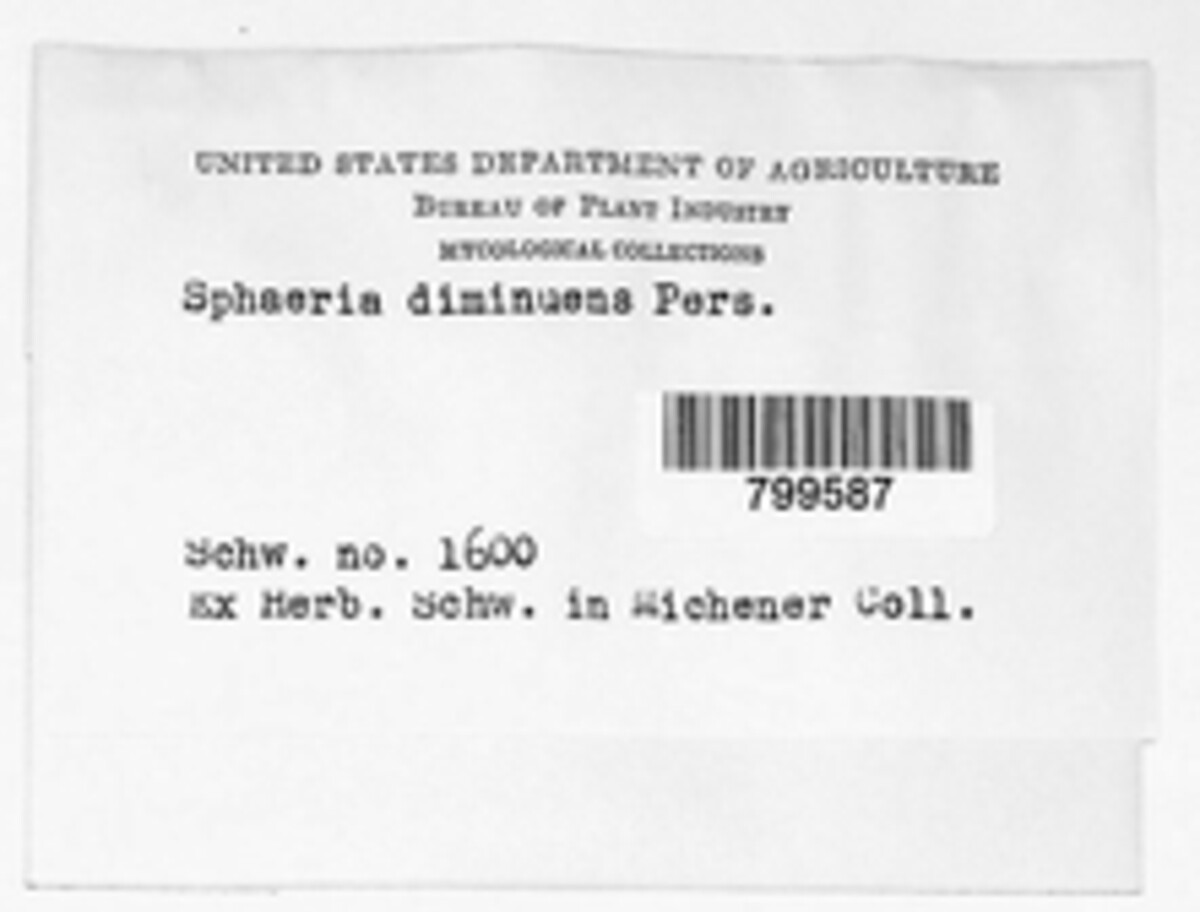 UNITED STATES DEPARTMENT OF AGRICULTURE
BUREAU OF PLANT INDUSTRY
MYCOLOGICAL COLLECTIONS
Sphaeria diminuens Pers.
799587
Schw. no. 1600
Ex Herb. Schw. in Michener Coll.